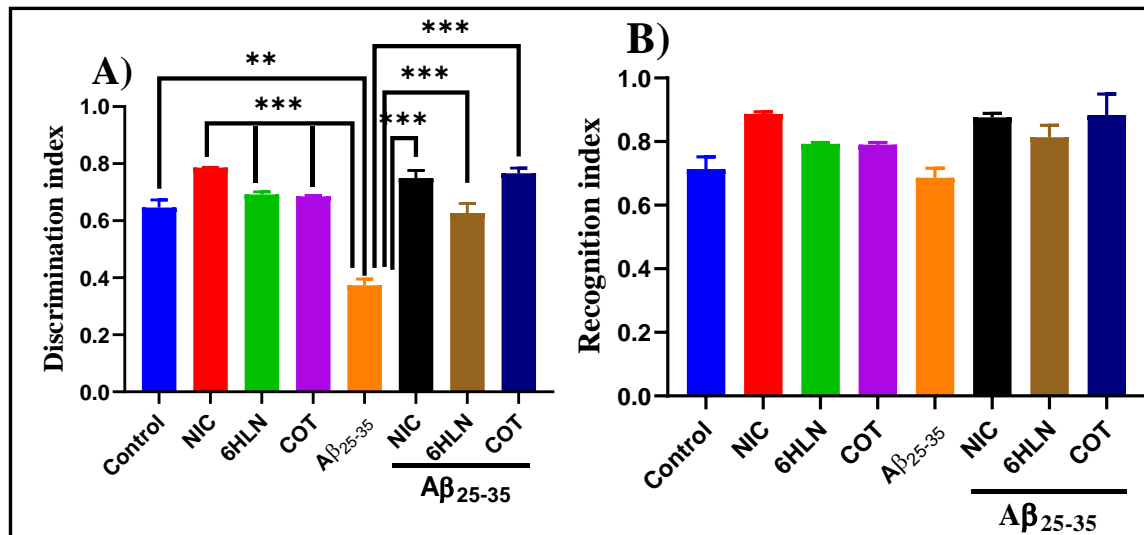 A)
**
***
***
***
***
Discrimination index
1.0
0.8
0.6
0.4
0.2
0.0
Control
NIC
6HLN
COT
Aβ25-35
NIC
6HLN
COT
Aβ25-35
B)
Recognition index
1.0
0.8
0.6
0.4
0.2
0.0
Control
NIC
6HLN
COT
Aβ25-35
NIC
6HLN
COT
Aβ25-35